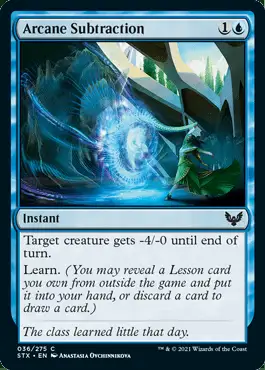 Arcane Subtraction 1
Instant
Target creature gets -4/-0 until end of
turn.
Learn. (You may reveal a Lesson card
you own from outside the game and put
it into your hand, or discard a card to
draw a card.)
The class learned little that day.
036/275 C
STX • EN ANASTASIA OVCHINNIKOVA
™ & © 2021 Wizards of the Coast